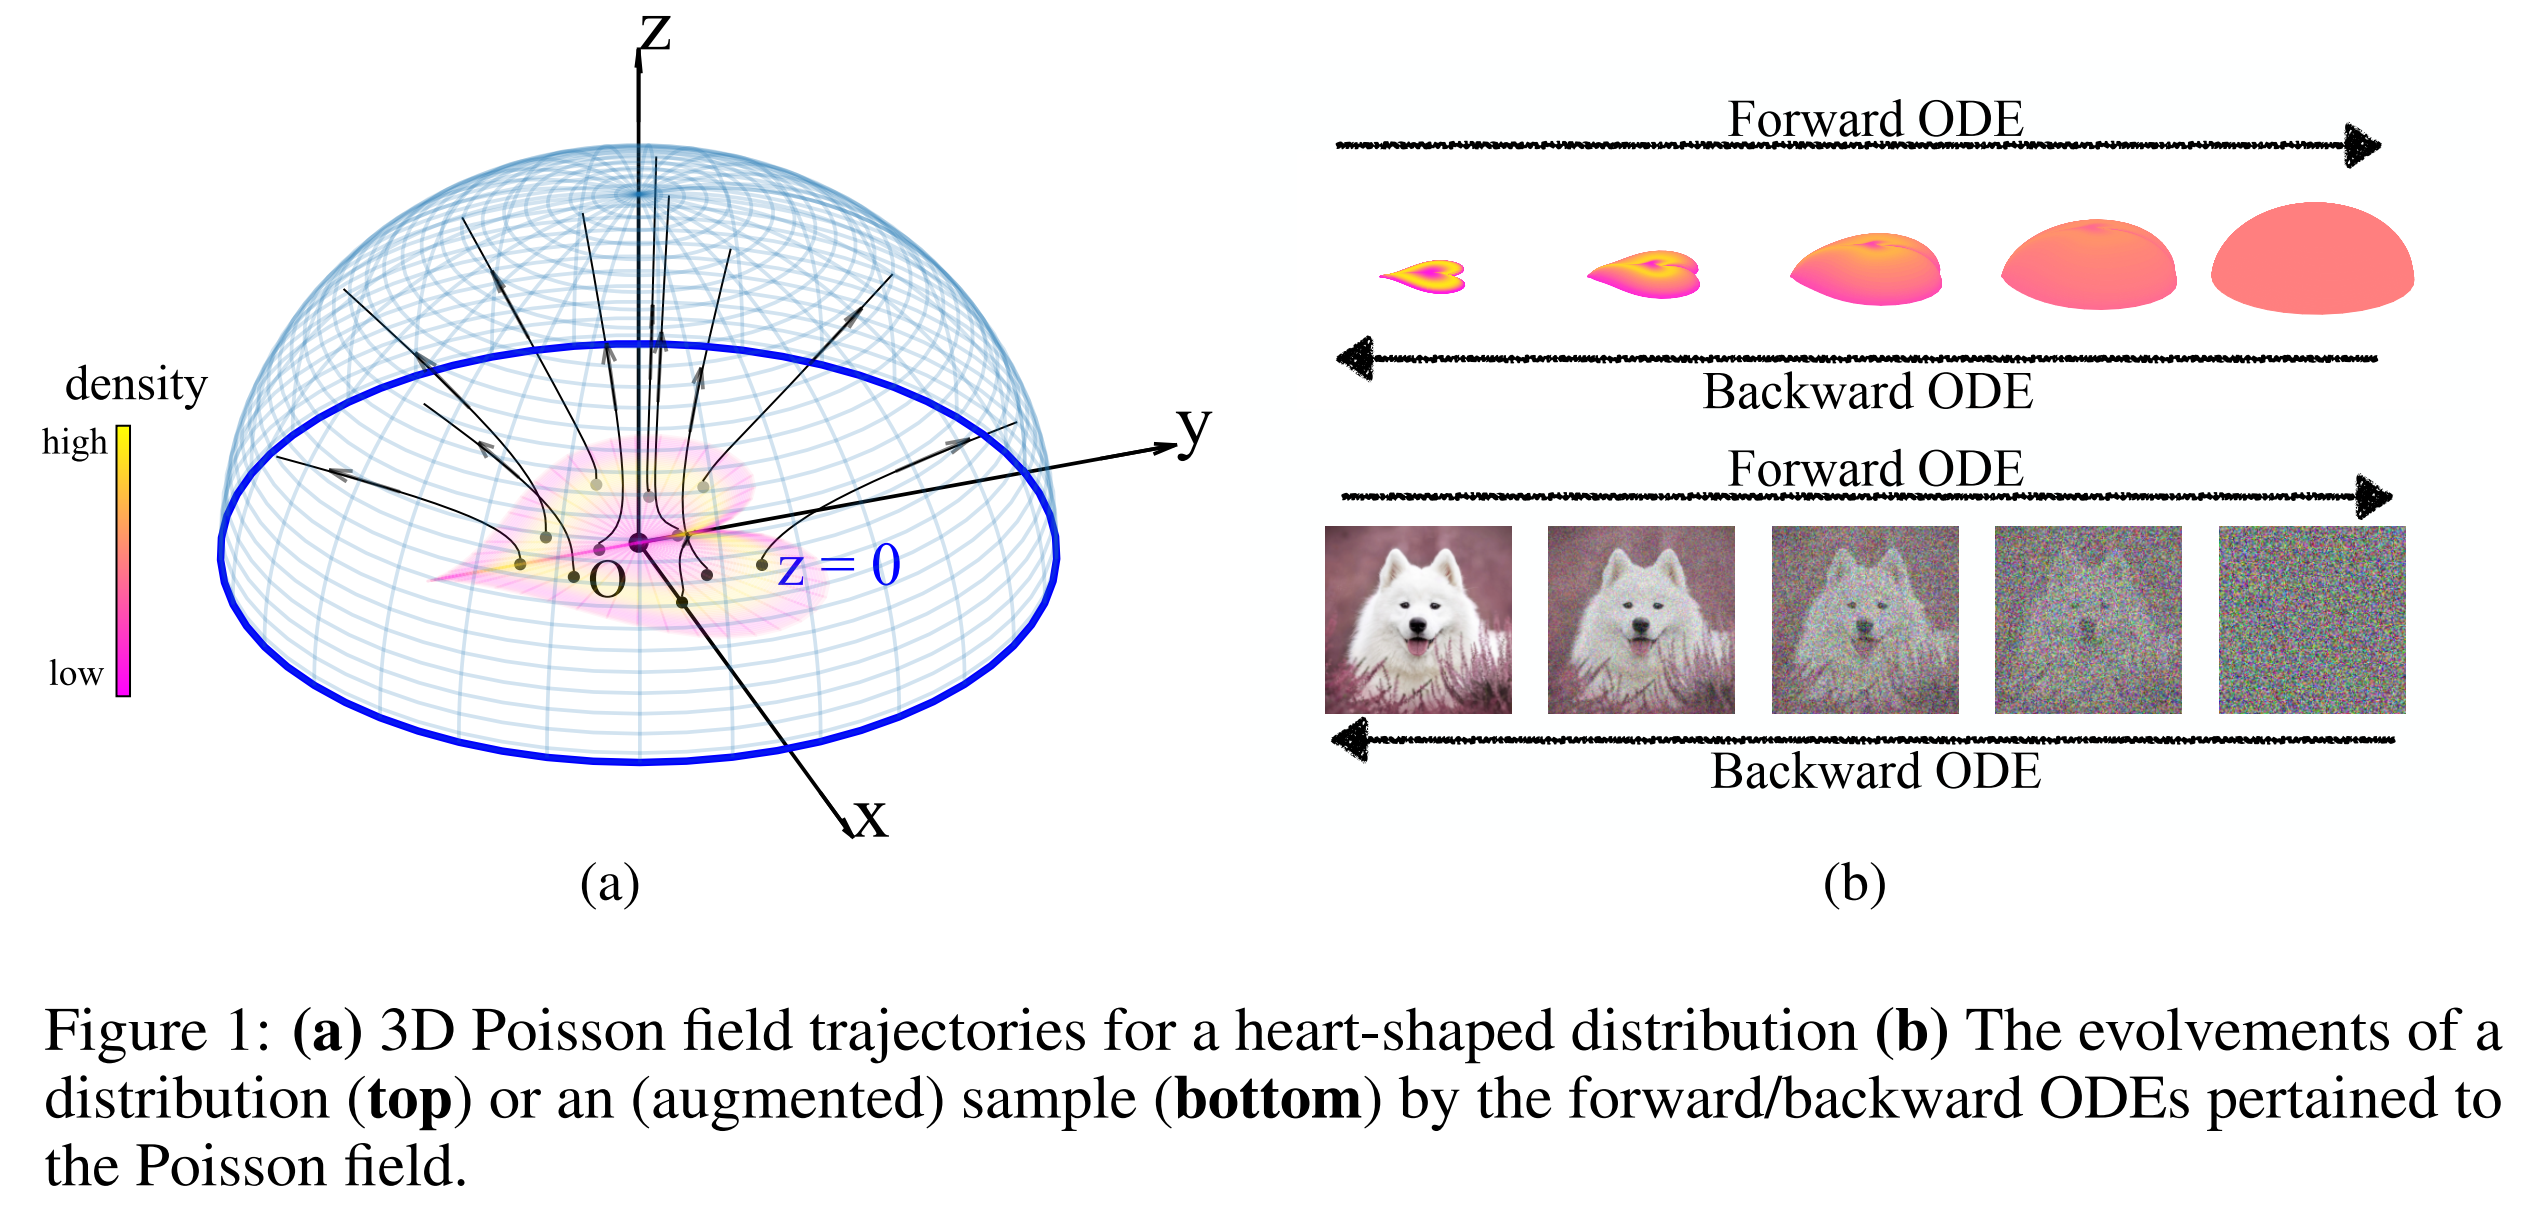 z
density
high
low
y
O
z = 0
x
(a)
Forward ODE
Backward ODE
Forward ODE
Backward ODE
(b)
Figure 1: (a) 3D Poisson field trajectories for a heart-shaped distribution (b) The evolvements of a
distribution (top) or an (augmented) sample (bottom) by the forward/backward ODEs pertained to
the Poisson field.